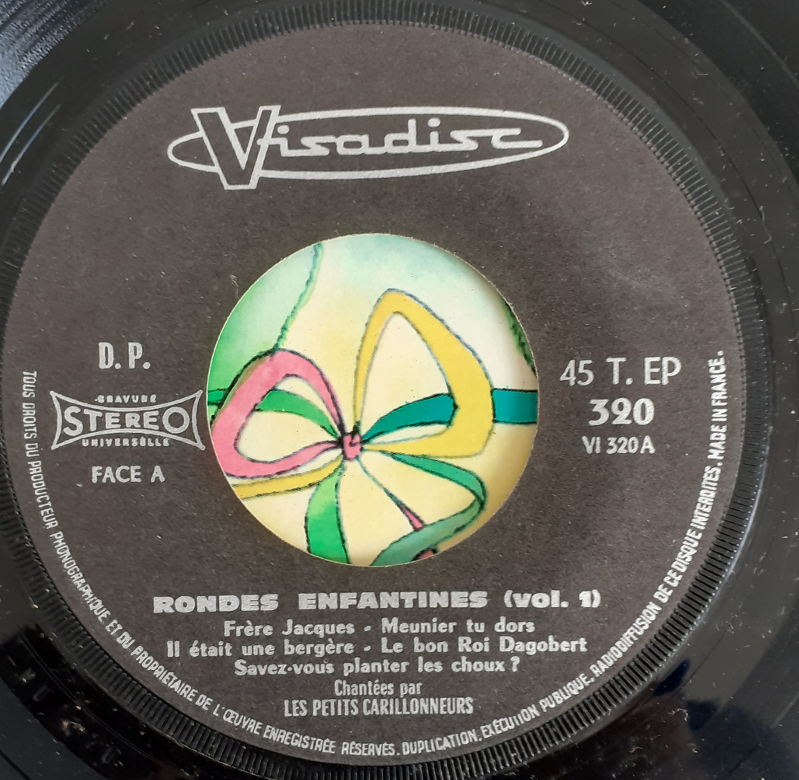 Visadisc
D. P.
GRAVURE
STEREO
UNIVERSELLE
FACE A
45 T. EP
320
VI 320 A
RONDES ENFANTINES (vol. 1)
Frère Jacques - Meunier tu dors
Il était une bergère - Le bon Roi Dagobert
Savez-vous planter les choux ?
Chantées par
LES PETITS CARILLONNEURS
TOUS DROITS DU PRODUCTEUR PHONOGRAPHIQUE ET DU PROPRIÉTAIRE DE L'ŒUVRE ENREGISTRÉE RÉSERVÉS. DUPLICATION. EXÉCUTION PUBLIQUE. RADIODIFFUSION DE CE DISQUE INTERDITES. MADE IN FRANCE.